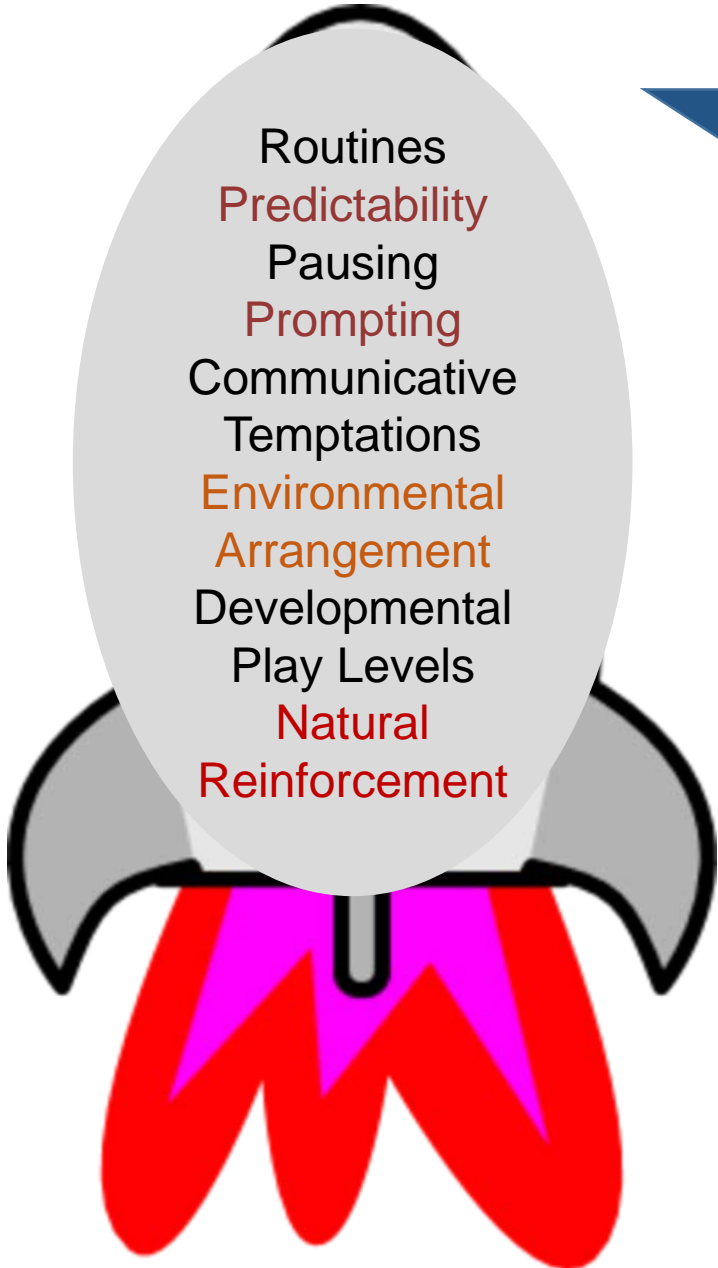 Routines
Predictability
Pausing
Prompting
Communicative
Temptations
Environmental
Arrangement
Developmental
Play Levels
Natural
Reinforcement